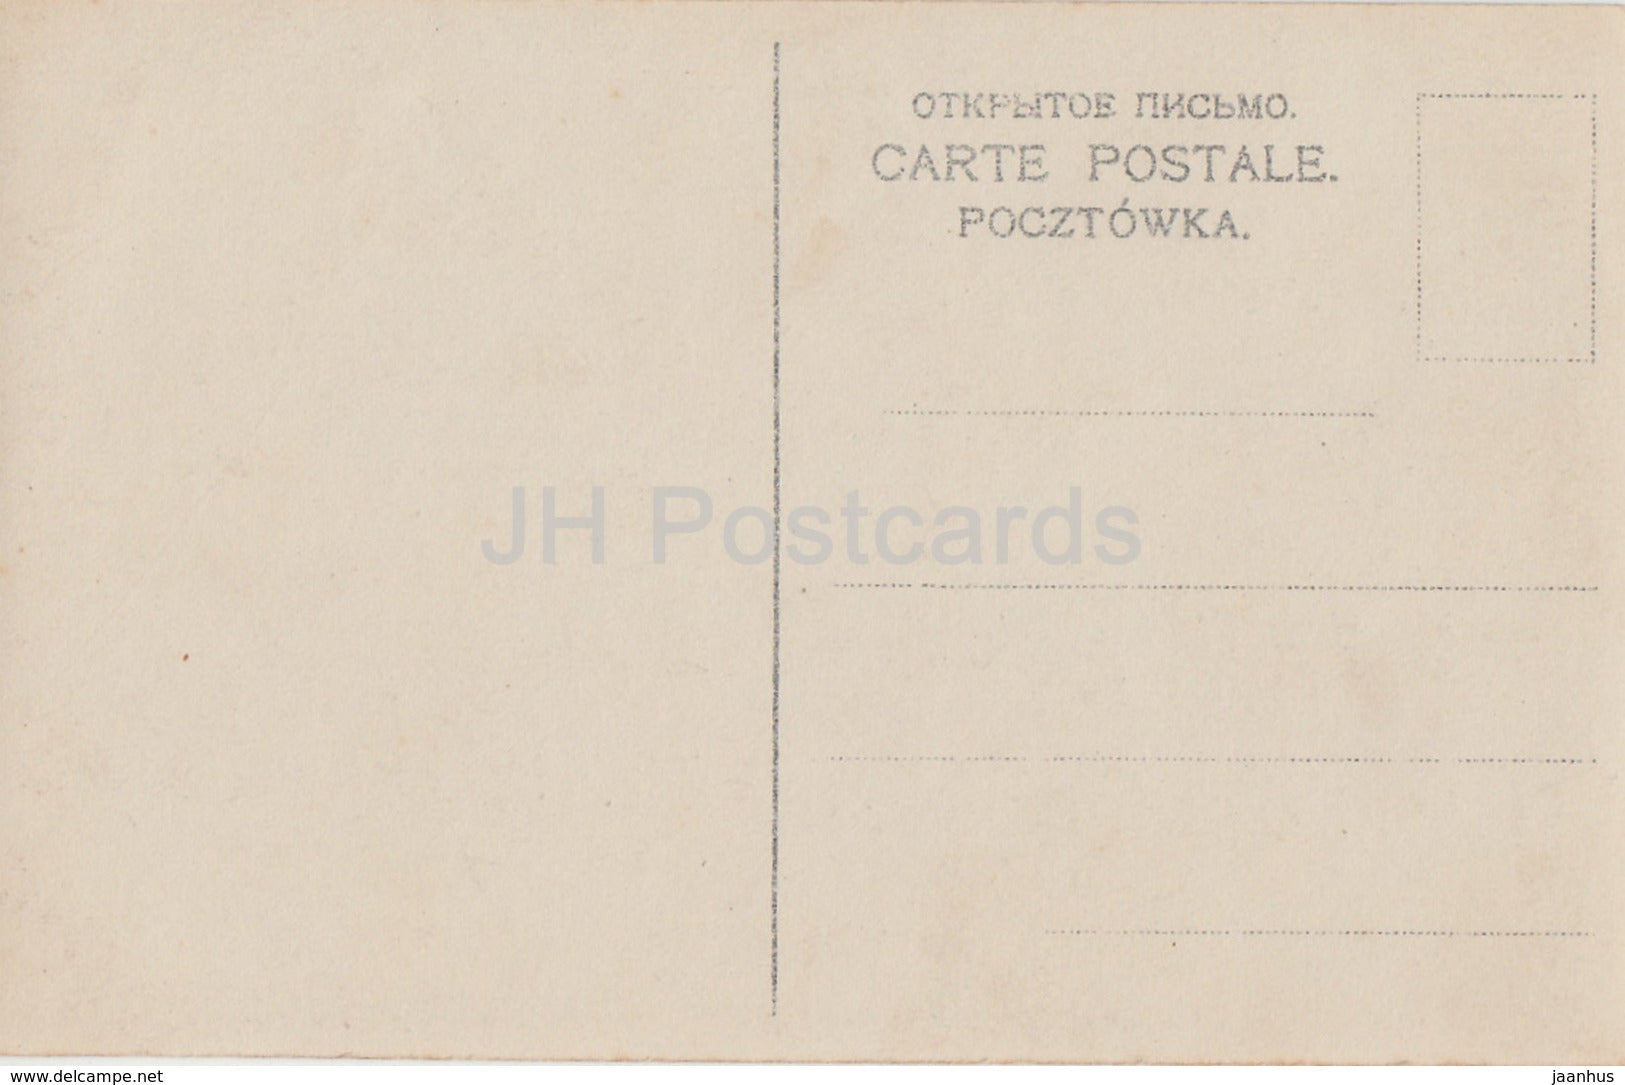 ОТКРЫТОЕ ПИСЬМО.
CARTE POSTALE.
POCZTÓWKA.
JH Postcards
www.delcampe.net
jaanhus